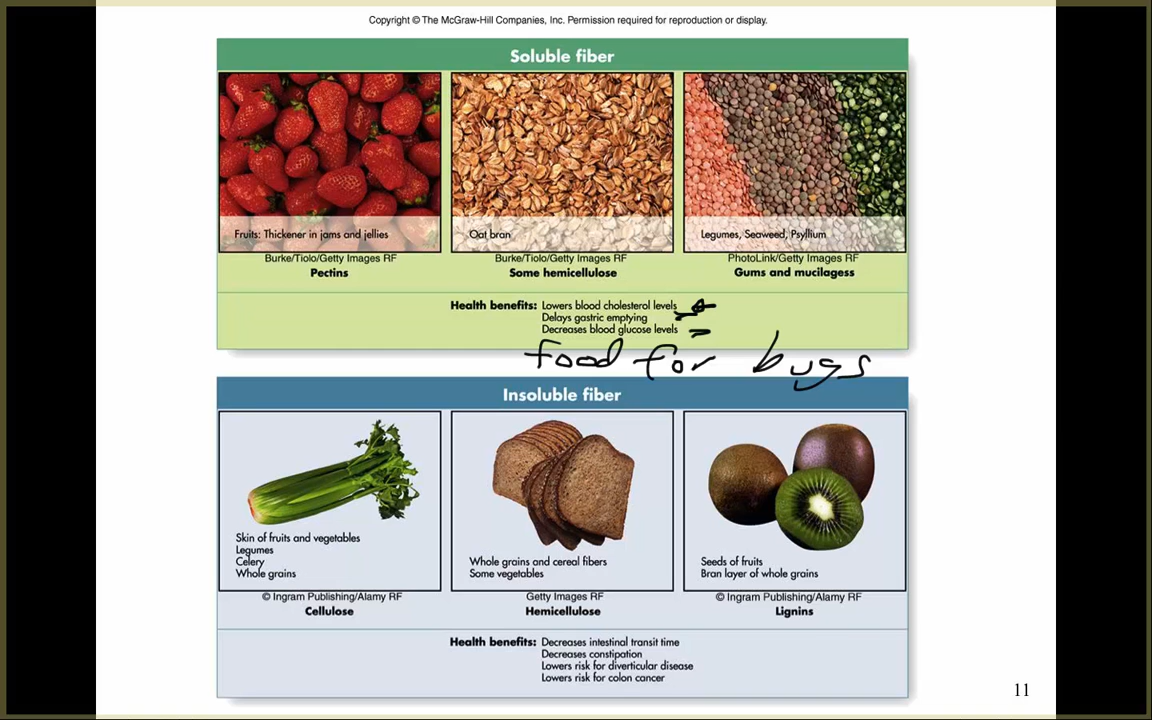 Copyright © The McGraw-Hill Companies, Inc. Permission required for reproduction or display.
Soluble fiber
Fruits: Thickener in jams and jellies
Oat bran
Legumes, Seaweed, Psyllium
Burke/Tiolo/Getty Images RF
Burke/Tiolo/Getty Images RF
PhotoLink/Getty Images RF
Pectins
Some hemicellulose
Gums and mucilagess
Health benefits: Lowers blood cholesterol levels
Delays gastric emptying
Decreases blood glucose levels
food for bugs
Insoluble fiber
Skin of fruits and vegetables
Legumes
Celery
Whole grains
Whole grains and cereal fibers
Some vegetables
Seeds of fruits
Bran layer of whole grains
© Ingram Publishing/Alamy RF
Getty Images RF
© Ingram Publishing/Alamy RF
Cellulose
Hemicellulose
Lignins
Health benefits: Decreases intestinal transit time
Decreases constipation
Lowers risk for diverticular disease
Lowers risk for colon cancer
11